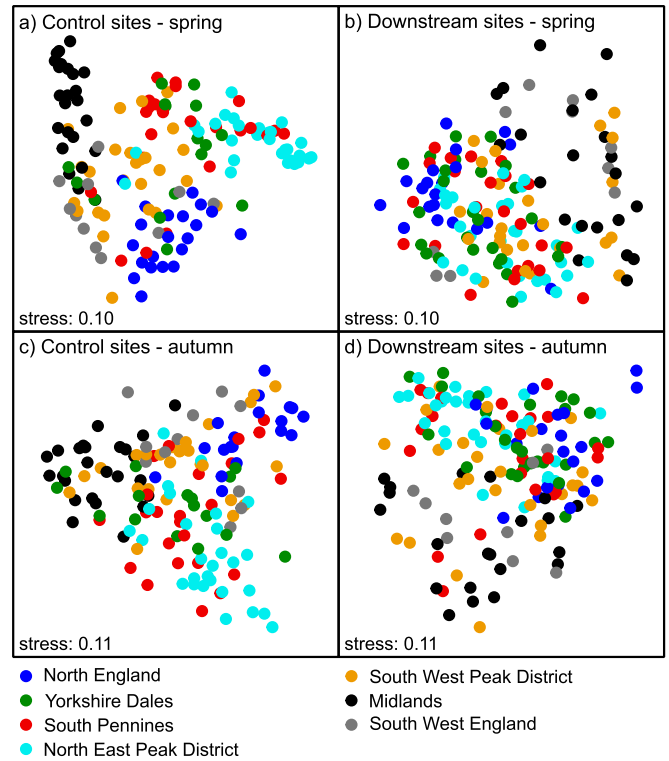 a) Control sites - spring
b) Downstream sites - spring
stress: 0.10
stress: 0.10
c) Control sites - autumn
d) Downstream sites - autumn
stress: 0.11
stress: 0.11
North England
Yorkshire Dales
South Pennines
North East Peak District
South West Peak District
Midlands
South West England